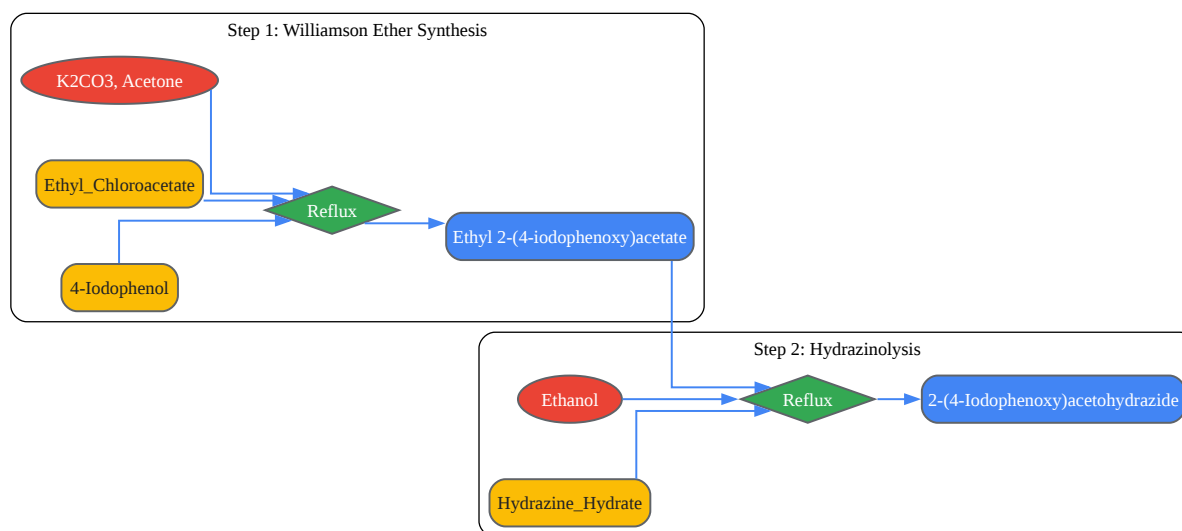 Step 1: Williamson Ether Synthesis
K2CO3, Acetone
Ethyl_Chloroacetate
Reflux
Ethyl 2-(4-iodophenoxy)acetate
4-Iodophenol
Step 2: Hydrazinolysis
Ethanol
Reflux
2-(4-Iodophenoxy)acetohydrazide
Hydrazine_Hydrate